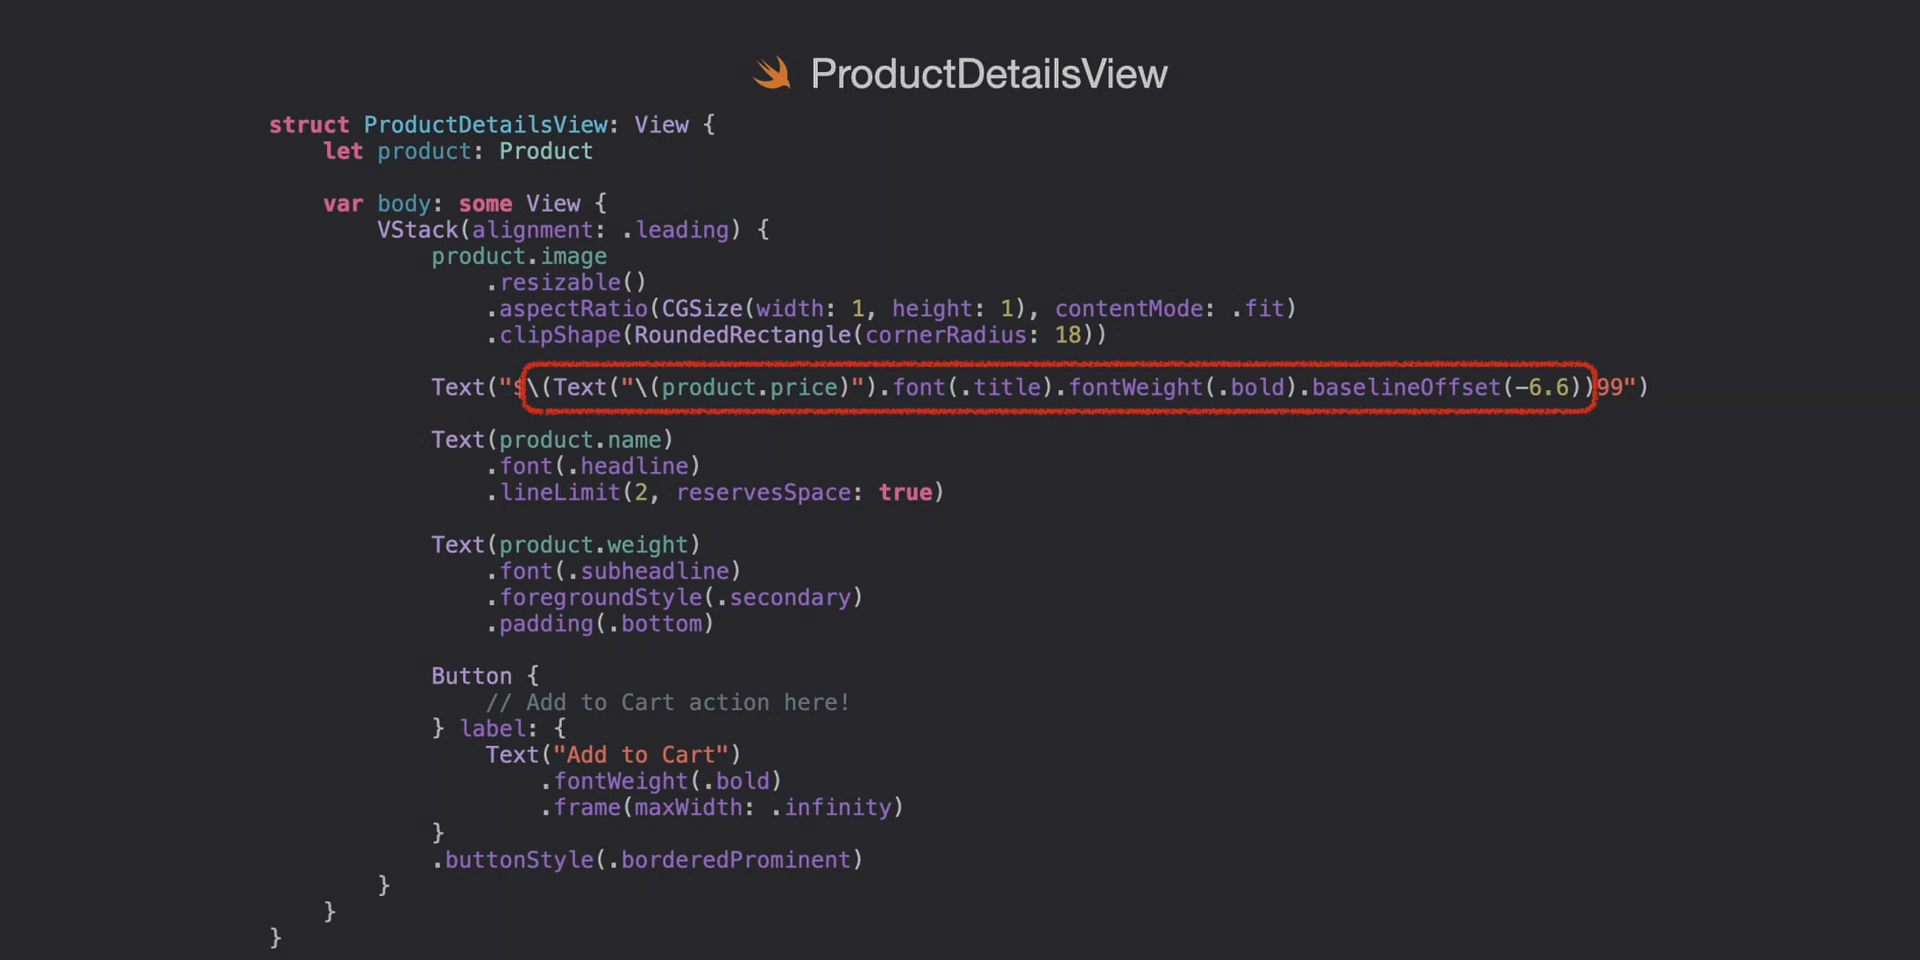 ProductDetailsView
struct ProductDetailsView: View {
    let product: Product

    var body: some View {
        VStack(alignment: .leading) {
            product.image
                .resizable()
                .aspectRatio(CGSize(width: 1, height: 1), contentMode: .fit)
                .clipShape(RoundedRectangle(cornerRadius: 18))

            Text("$\(Text("\(product.price)").font(.title).fontWeight(.bold).baselineOffset(-6.6))99")

            Text(product.name)
                .font(.headline)
                .lineLimit(2, reservesSpace: true)

            Text(product.weight)
                .font(.subheadline)
                .foregroundStyle(.secondary)
                .padding(.bottom)

            Button {
                // Add to Cart action here!
            } label: {
                Text("Add to Cart")
                    .fontWeight(.bold)
                    .frame(maxWidth: .infinity)
            }
            .buttonStyle(.borderedProminent)
        }
    }
}